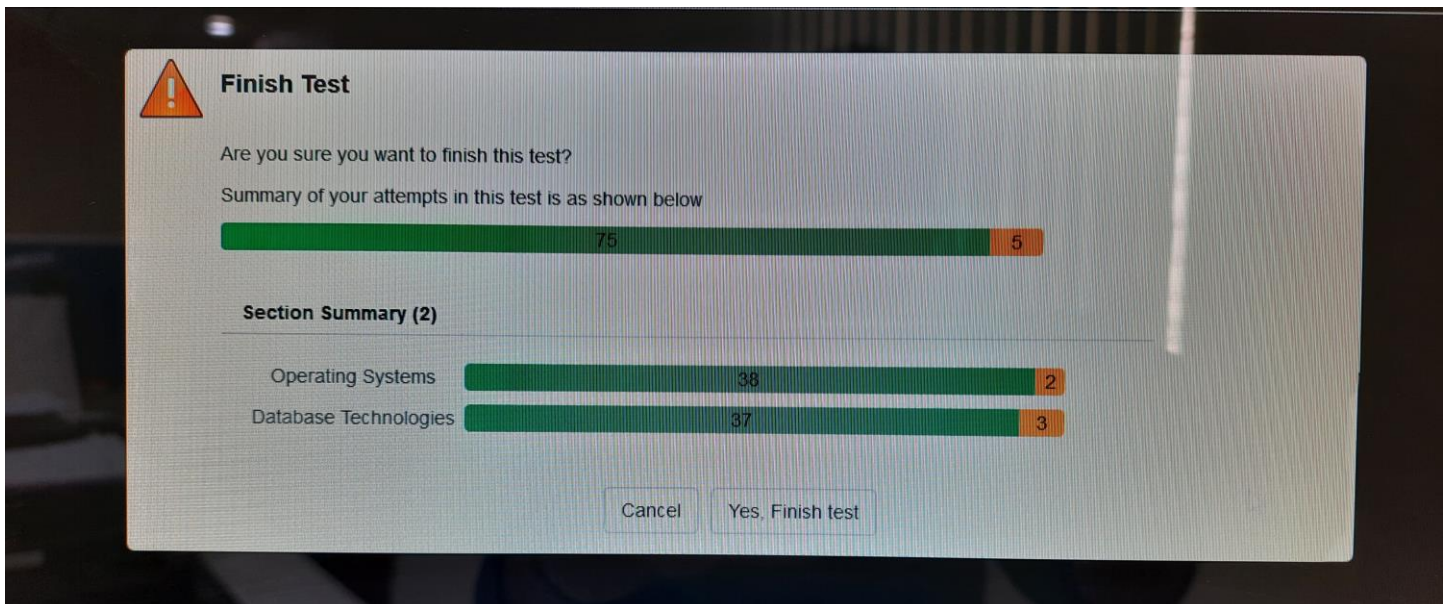 Finish Test
Are you sure you want to finish this test?
Summary of your attempts in this test is as shown below
75 5
Section Summary (2)
Operating Systems 38 2
Database Technologies 37 3
Cancel Yes, Finish test